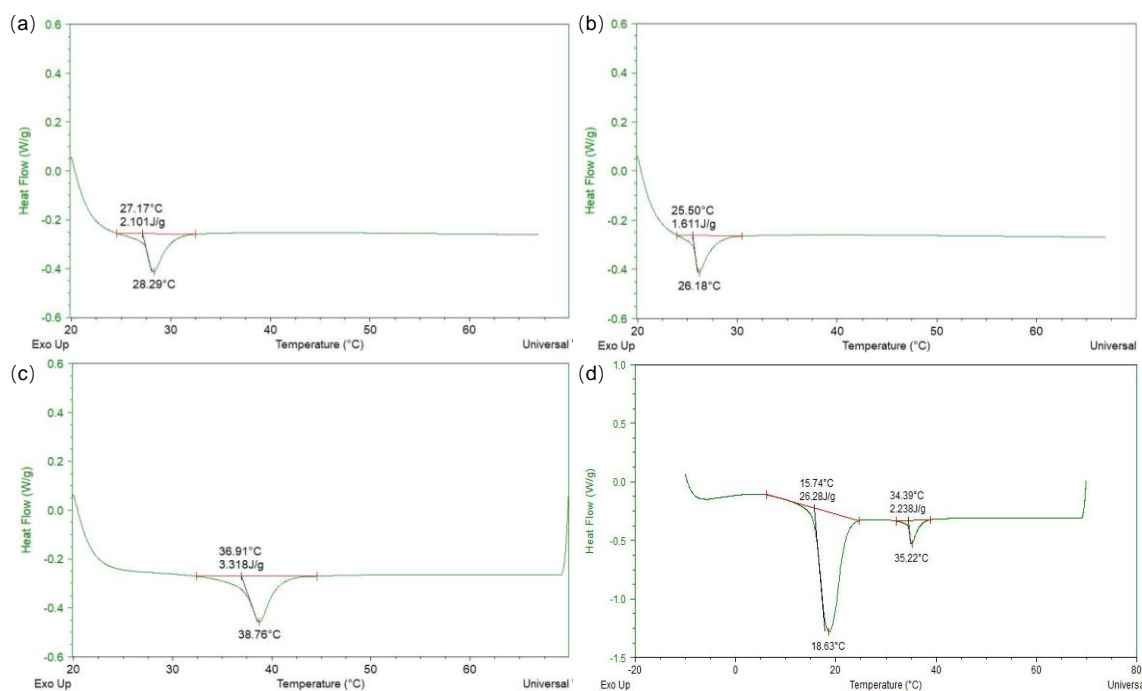 (a)
0.6
0.4
0.2
0.0
-0.2
-0.4
-0.6
Heat Flow (W/g)
27.17°C
2.101J/g
28.29°C
20 30 40 50 60
Exo Up Temperature (°C) Universal
(b)
0.6
0.4
0.2
0.0
-0.2
-0.4
-0.6
Heat Flow (W/g)
25.50°C
1.611J/g
26.18°C
20 30 40 50 60
Exo Up Temperature (°C) Universal
(c)
0.6
0.4
0.2
0.0
-0.2
-0.4
-0.6
Heat Flow (W/g)
36.91°C
3.318J/g
38.76°C
20 30 40 50 60
Exo Up Temperature (°C) Universal
(d)
1.0
0.5
0.0
-0.5
-1.0
-1.5
Heat Flow (W/g)
15.74°C
26.28J/g
34.39°C
2.238J/g
35.22°C
18.63°C
-20 0 20 40 60 80
Exo Up Temperature (°C) Universa